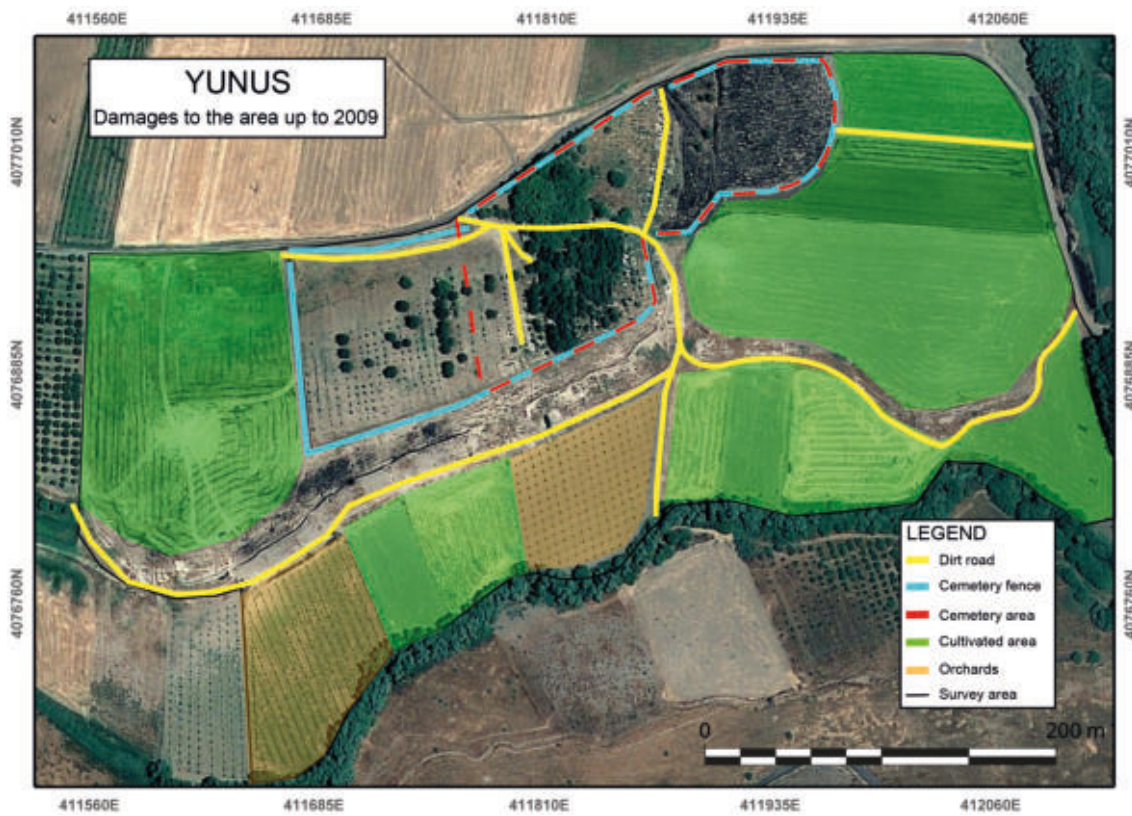 411560E 411685E 411810E 411935E 412060E
YUNUS
Damages to the area up to 2009
4077010N
4077010N
4076885N
4076885N
4076760N
4076760N
LEGEND
Dirt road
Cemetery fence
Cemetery area
Cultivated area
Orchards
Survey area
0 200 m
411560E 411685E 411810E 411935E 412060E